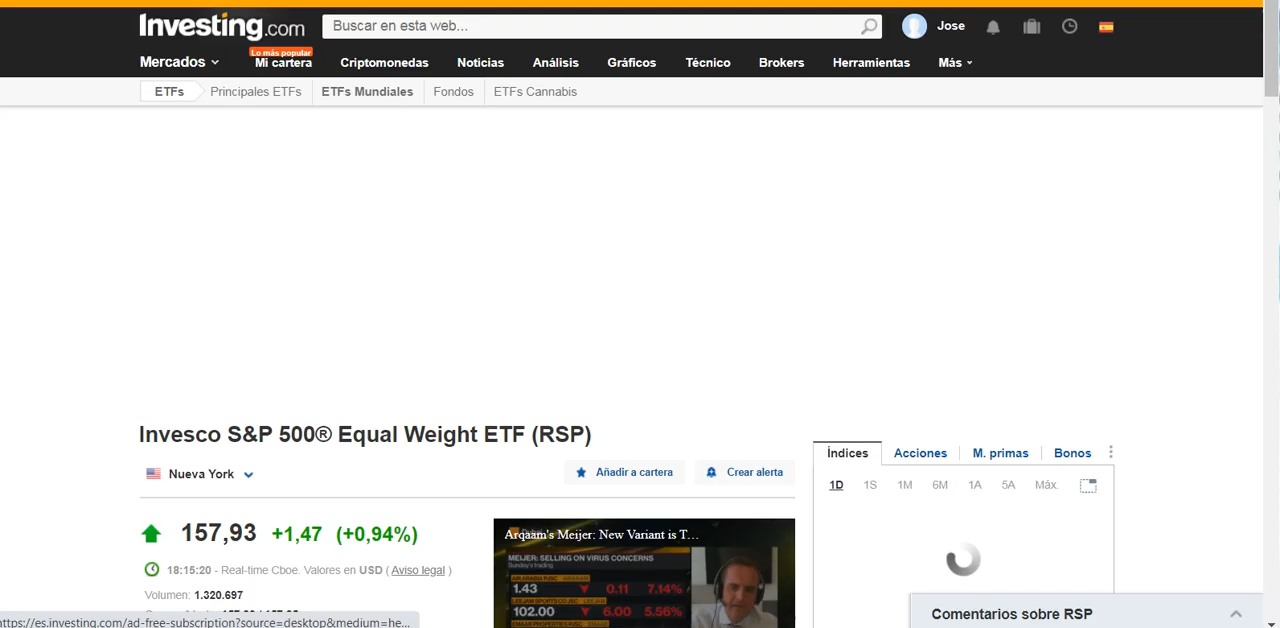 Investing.com
Buscar en esta web...
Jose
Lo más popular
Mercados Mi cartera Criptomonedas Noticias Análisis Gráficos Técnico Brokers Herramientas Más
ETFs Principales ETFs ETFs Mundiales Fondos ETFs Cannabis
Invesco S&P 500® Equal Weight ETF (RSP)
Nueva York
Añadir a cartera
Crear alerta
Índices Acciones M. primas Bonos
1D 1S 1M 6M 1A 5A Máx.
157,93 +1,47 (+0,94%)
18:15:20 - Real-time Cboe. Valores en USD ( Aviso legal )
Volumen: 1.320.697
Arqaam's Meijer: New Variant is T...
MEIJER: SELLING ON VIRUS CONCERNS
Sunday's trading
1.43 0.11 7.14%
102.00 6.00 5.56%
Comentarios sobre RSP
https://es.investing.com/ad-free-subscription?source=desktop&medium=he...